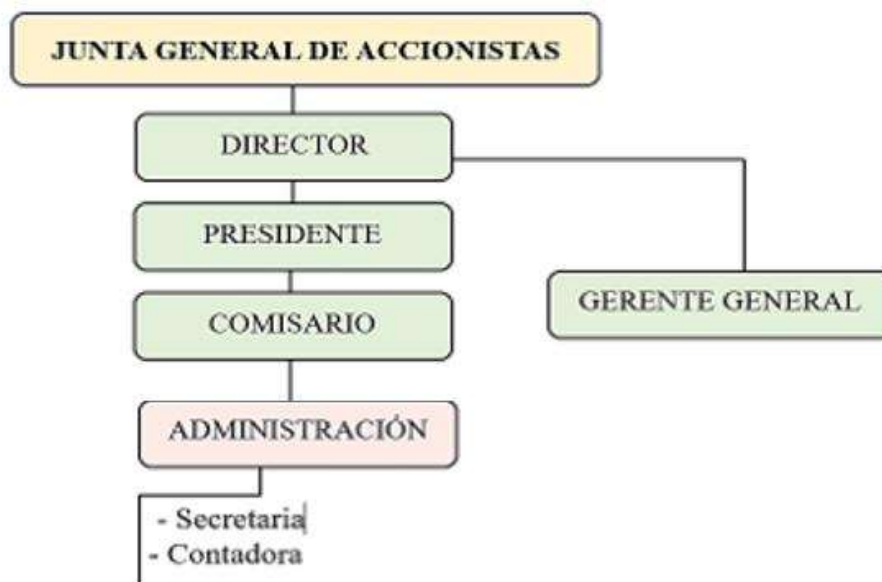 JUNTA GENERAL DE ACCIONISTAS
DIRECTOR
PRESIDENTE
COMISARIO
GERENTE GENERAL
ADMINISTRACIÓN
- Secretaria
- Contadora